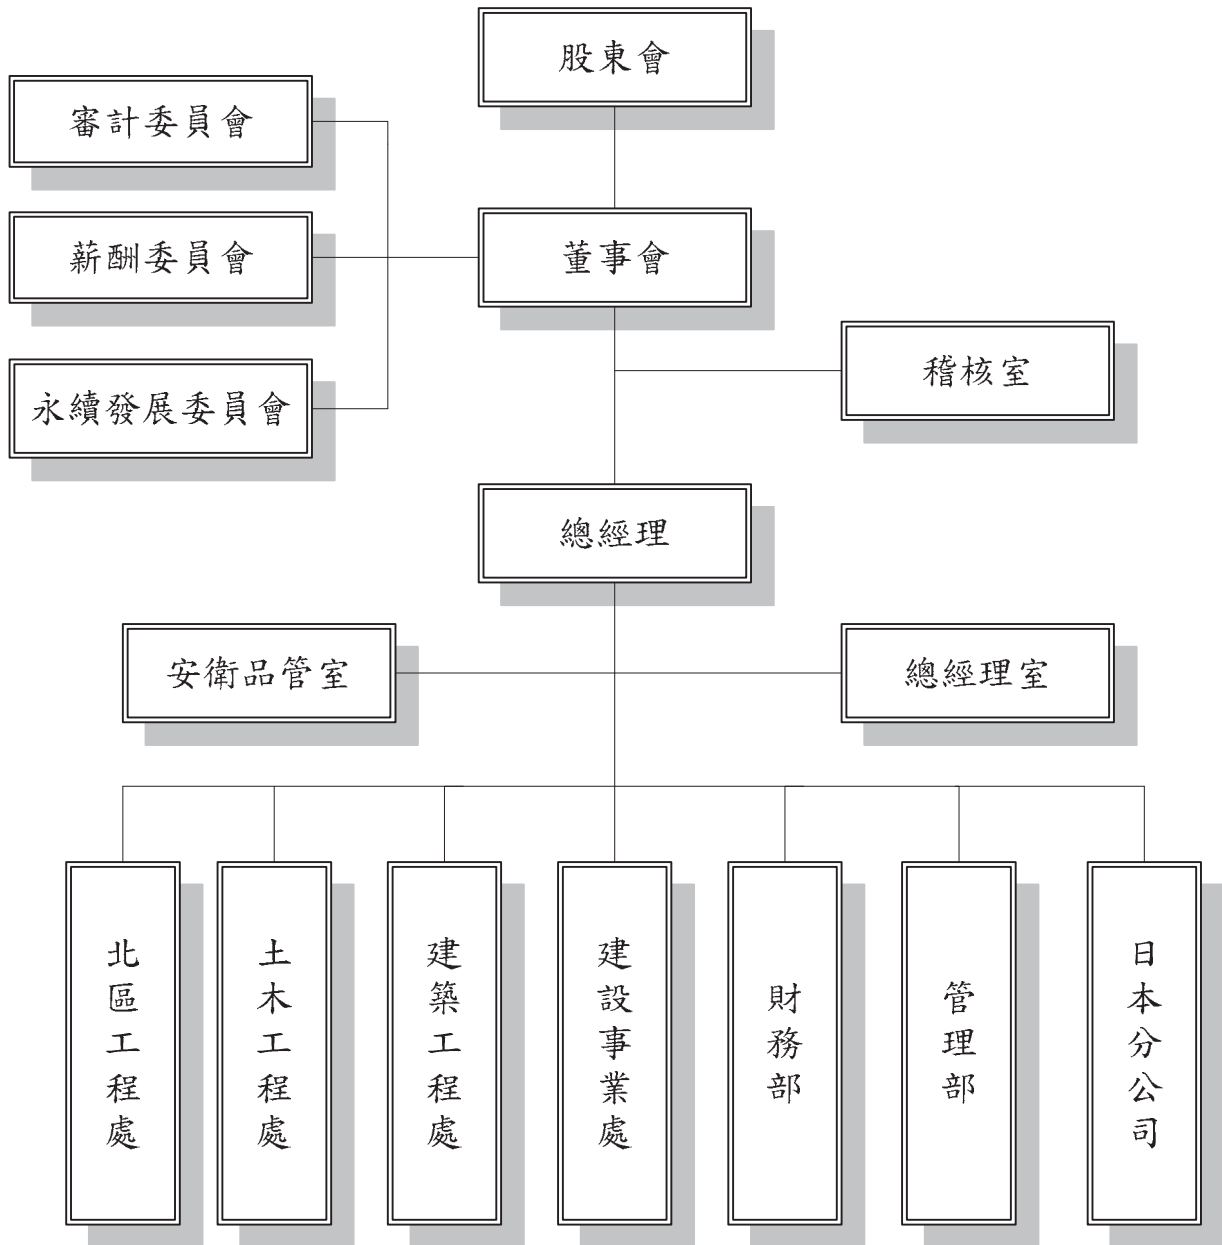 股東會
審計委員會
薪酬委員會
董事會
稽核室
永續發展委員會
總經理
安衛品管室
總經理室
北區工程處
土木工程處
建築工程處
建設事業處
財務部
管理部
日本分公司